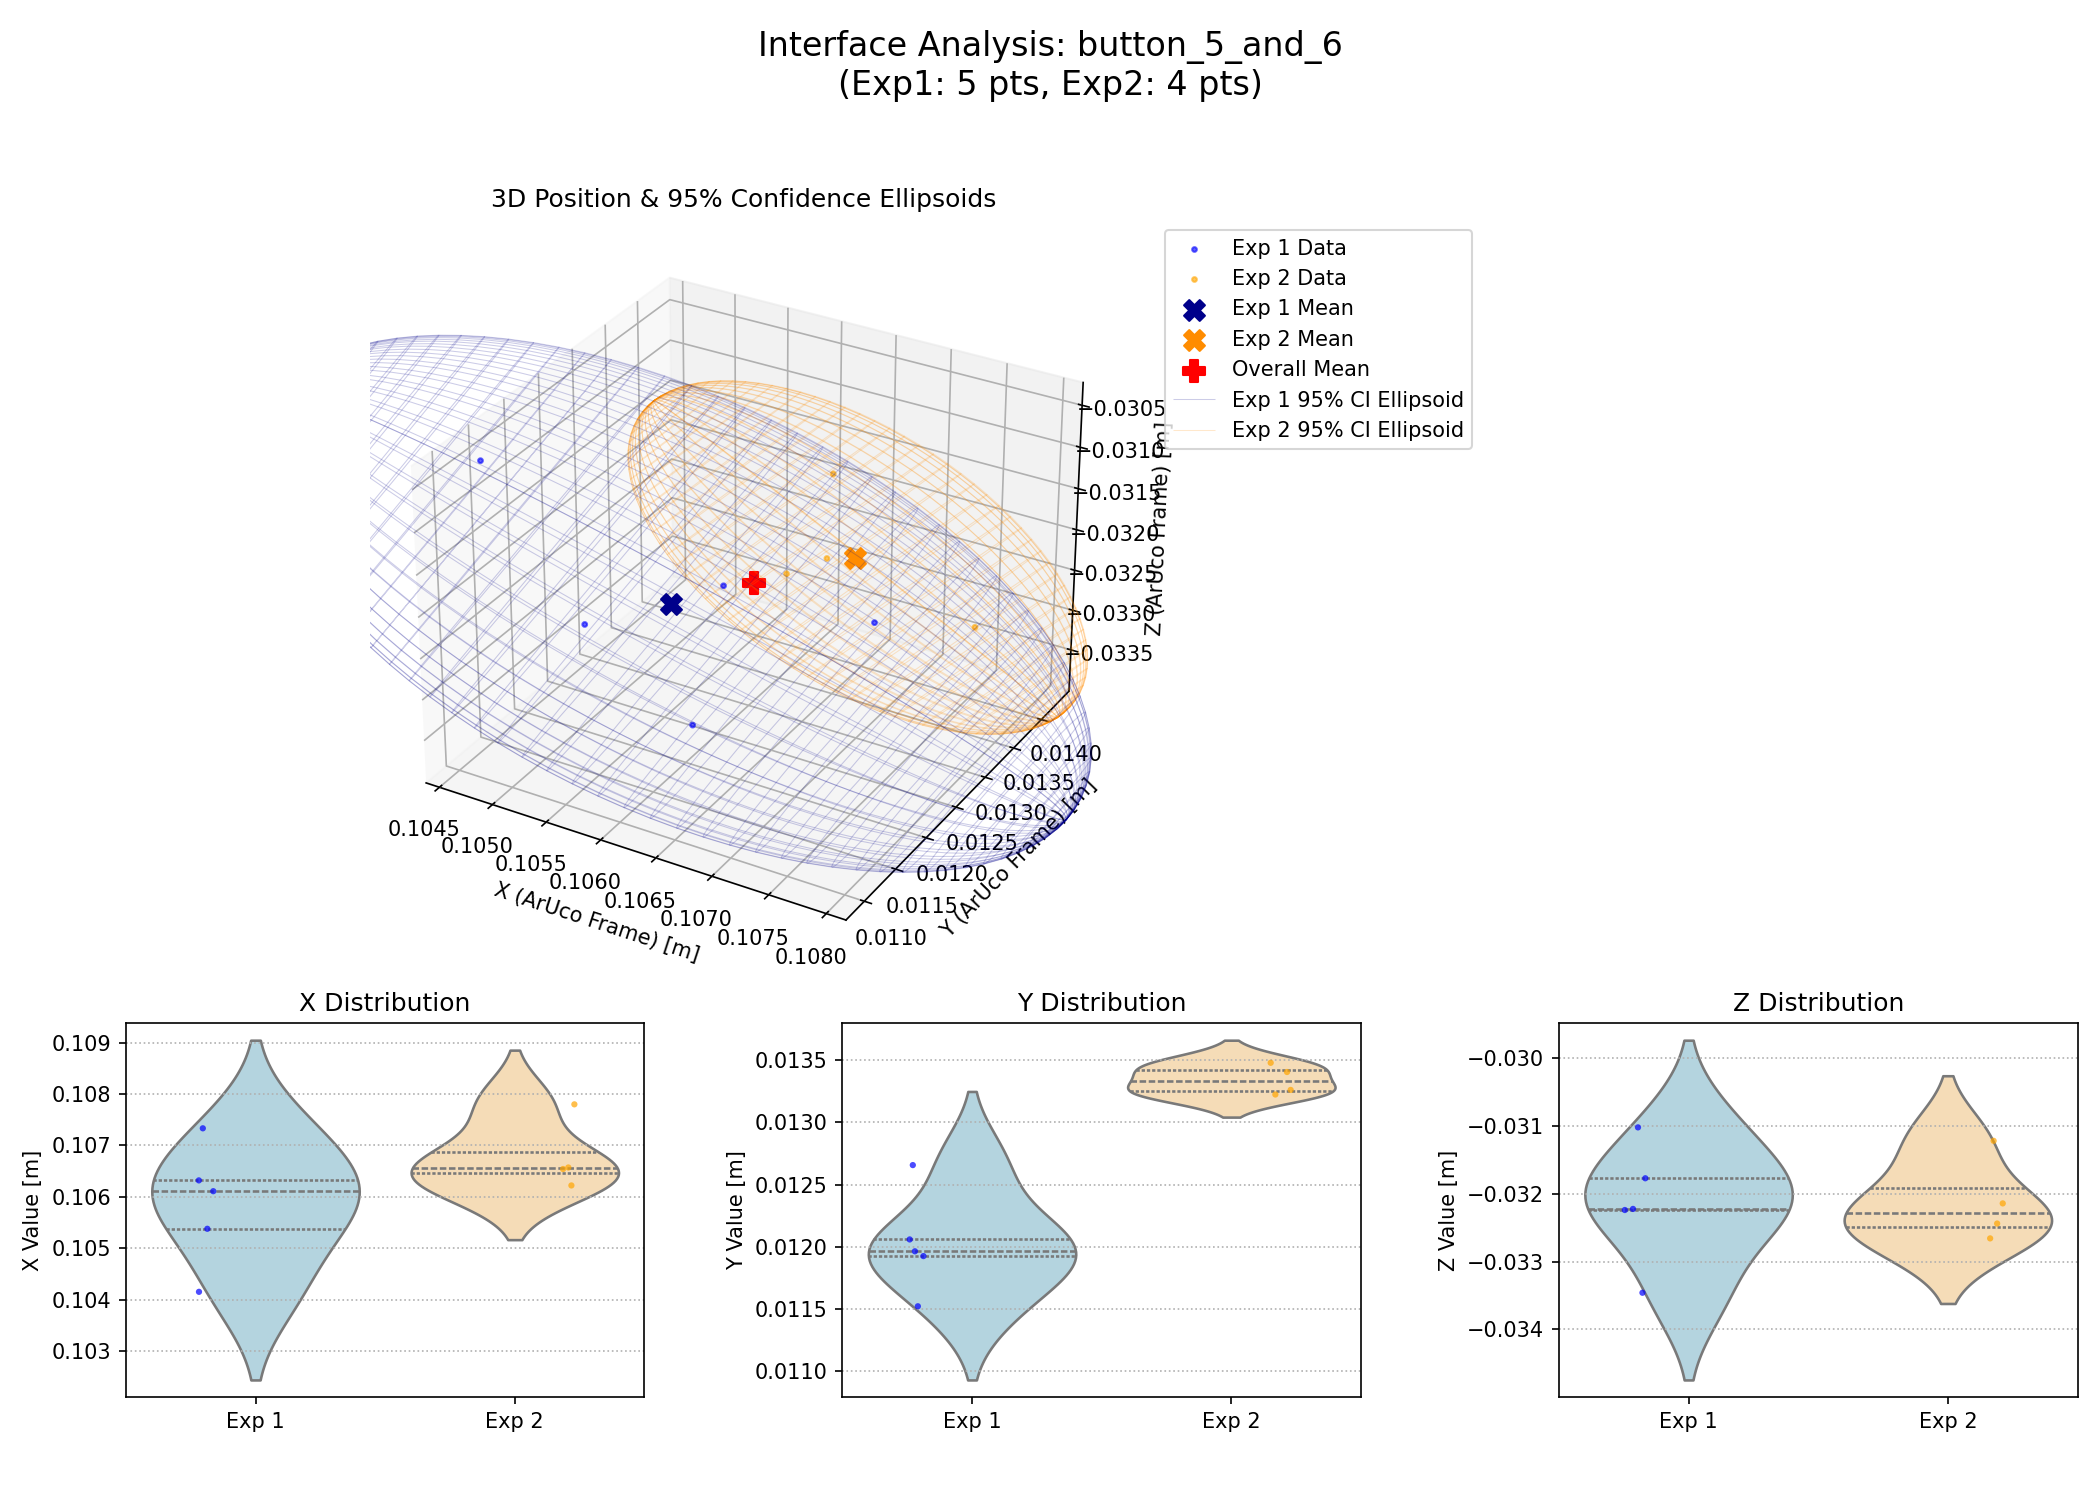 Interface Analysis: button_5_and_6
(Exp1: 5 pts, Exp2: 4 pts)
3D Position & 95% Confidence Ellipsoids
Exp 1 Data
Exp 2 Data
Exp 1 Mean
Exp 2 Mean
Overall Mean
Exp 1 95% CI Ellipsoid
Exp 2 95% CI Ellipsoid
−0.0305
−0.0310
−0.0315
−0.0320
−0.0325
−0.0330
−0.0335
Z (ArUco Frame) [m]
0.0140
0.0135
0.0130
0.0125
0.0120
0.0115
0.0110
Y (ArUco Frame) [m]
0.1045
0.1050
0.1055
0.1060
0.1065
0.1070
0.1075
0.1080
X (ArUco Frame) [m]
X Distribution
0.109
0.108
0.107
0.106
0.105
0.104
0.103
X Value [m]
Exp 1
Exp 2
Y Distribution
0.0135
0.0130
0.0125
0.0120
0.0115
0.0110
Y Value [m]
Exp 1
Exp 2
Z Distribution
−0.030
−0.031
−0.032
−0.033
−0.034
Z Value [m]
Exp 1
Exp 2